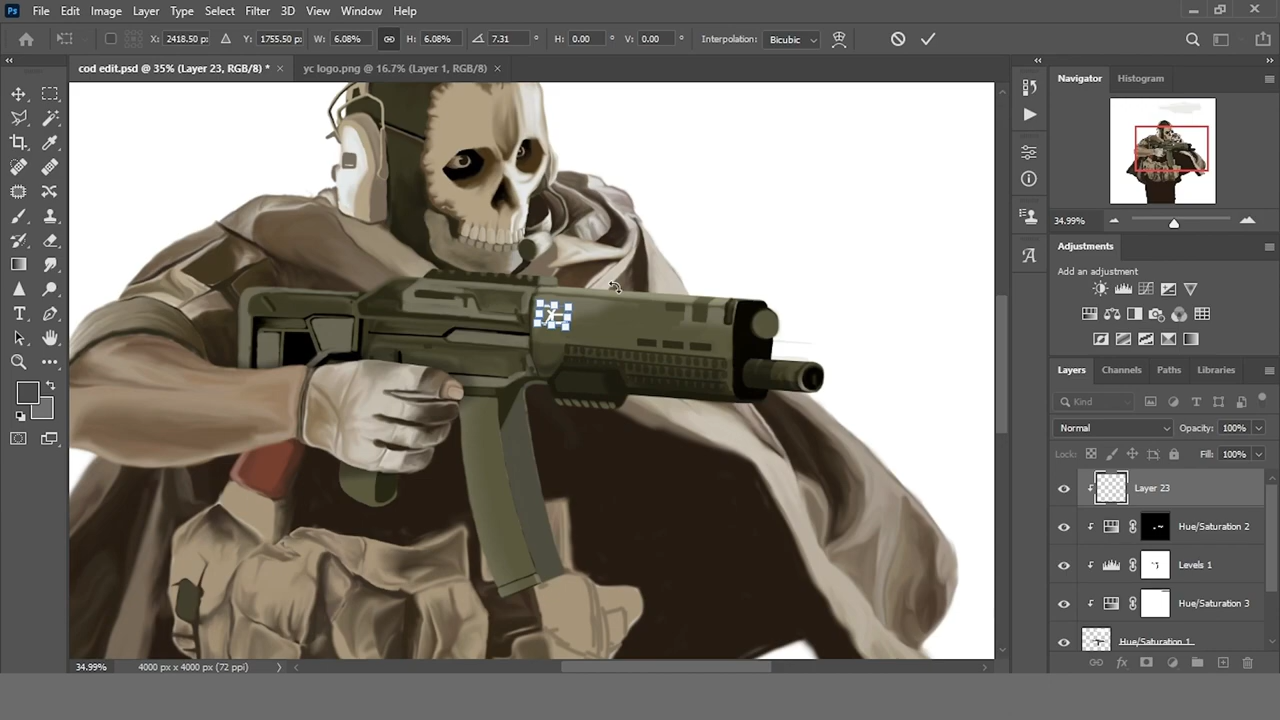 Ps File Edit Image Layer Type Select Filter 3D View Window Help
X: 2418.50 px Y: 1755.50 px W: 6.08% H: 6.08% 7.31 ° H: 0.00 ° V: 0.00 ° Interpolation: Bicubic
cod edit.psd @ 35% (Layer 23, RGB/8) * × yc logo.png @ 16.7% (Layer 1, RGB/8) ×
Navigator Histogram
34.99%
Adjustments
Add an adjustment
Layers Channels Paths Libraries
Kind
Normal Opacity: 100%
Lock: Fill: 100%
Layer 23
Hue/Saturation 2
Levels 1
Hue/Saturation 3
Hue/Saturation 1
34.99% 4000 px x 4000 px (72 ppi)